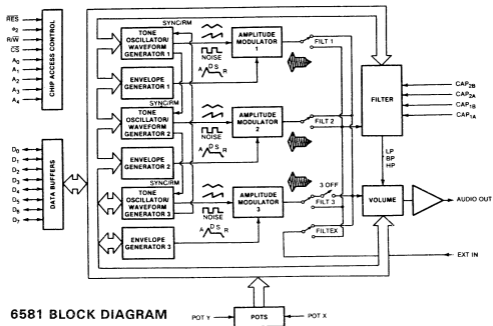 RES
φ2
R/W
CS
A0
A1
A2
A3
A4
CHIP ACCESS CONTROL
D0
D1
D2
D3
D4
D5
D6
D7
DATA BUFFERS
SYNC/RM
TONE
OSCILLATOR/
WAVEFORM
GENERATOR 1
NOISE
A D S R
AMPLITUDE
MODULATOR
1
FILT 1
ENVELOPE
GENERATOR 1
SYNC/RM
TONE
OSCILLATOR/
WAVEFORM
GENERATOR 2
NOISE
A D S R
AMPLITUDE
MODULATOR
2
FILT 2
ENVELOPE
GENERATOR 2
SYNC/RM
TONE
OSCILLATOR/
WAVEFORM
GENERATOR 3
NOISE
A D S R
AMPLITUDE
MODULATOR
3
3 OFF
FILT 3
FILTEX
ENVELOPE
GENERATOR 3
FILTER
CAP2B
CAP2A
CAP1B
CAP1A
LP
BP
HP
VOLUME
AUDIO OUT
EXT IN
6581 BLOCK DIAGRAM
POT Y
POTS
POT X